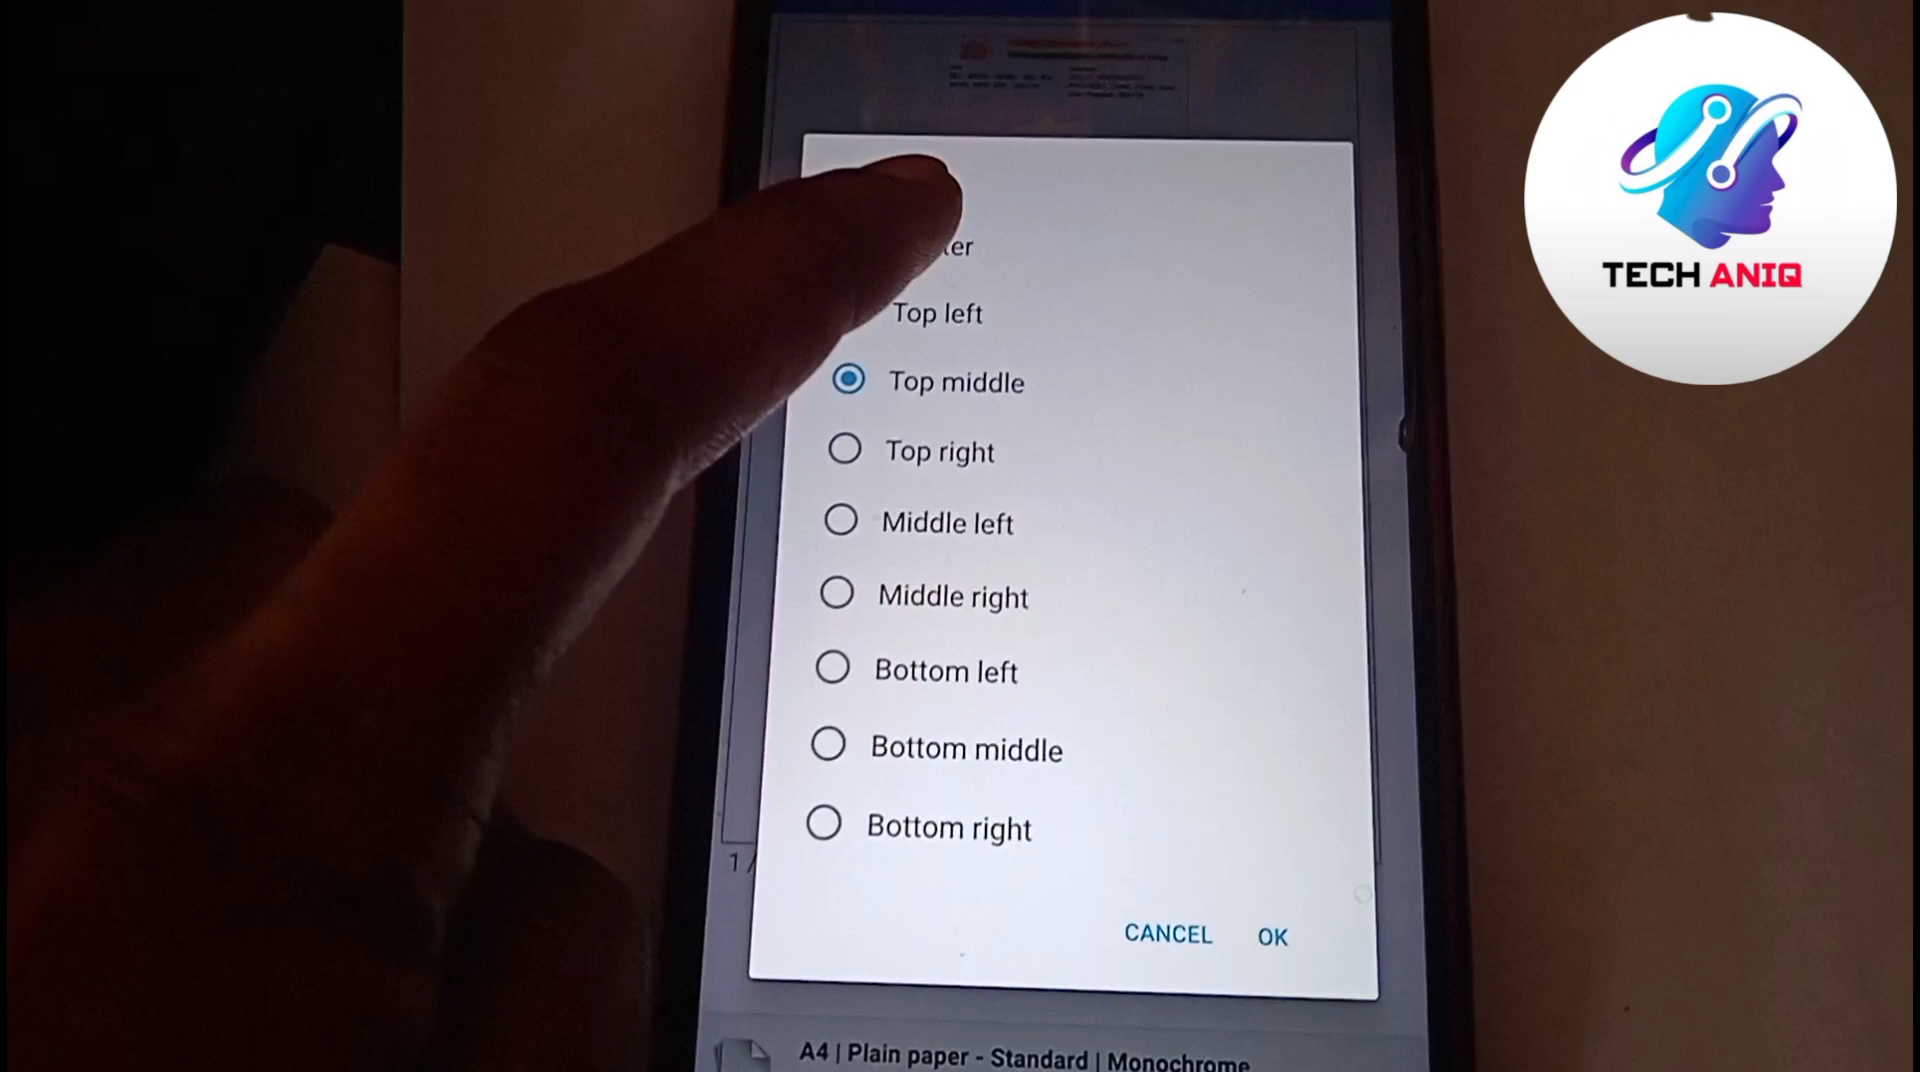 ter
Top left
Top middle
Top right
Middle left
Middle right
Bottom left
Bottom middle
Bottom right
1 /
CANCEL OK
A4 | Plain paper - Standard | Monochrome
TECH ANIQ